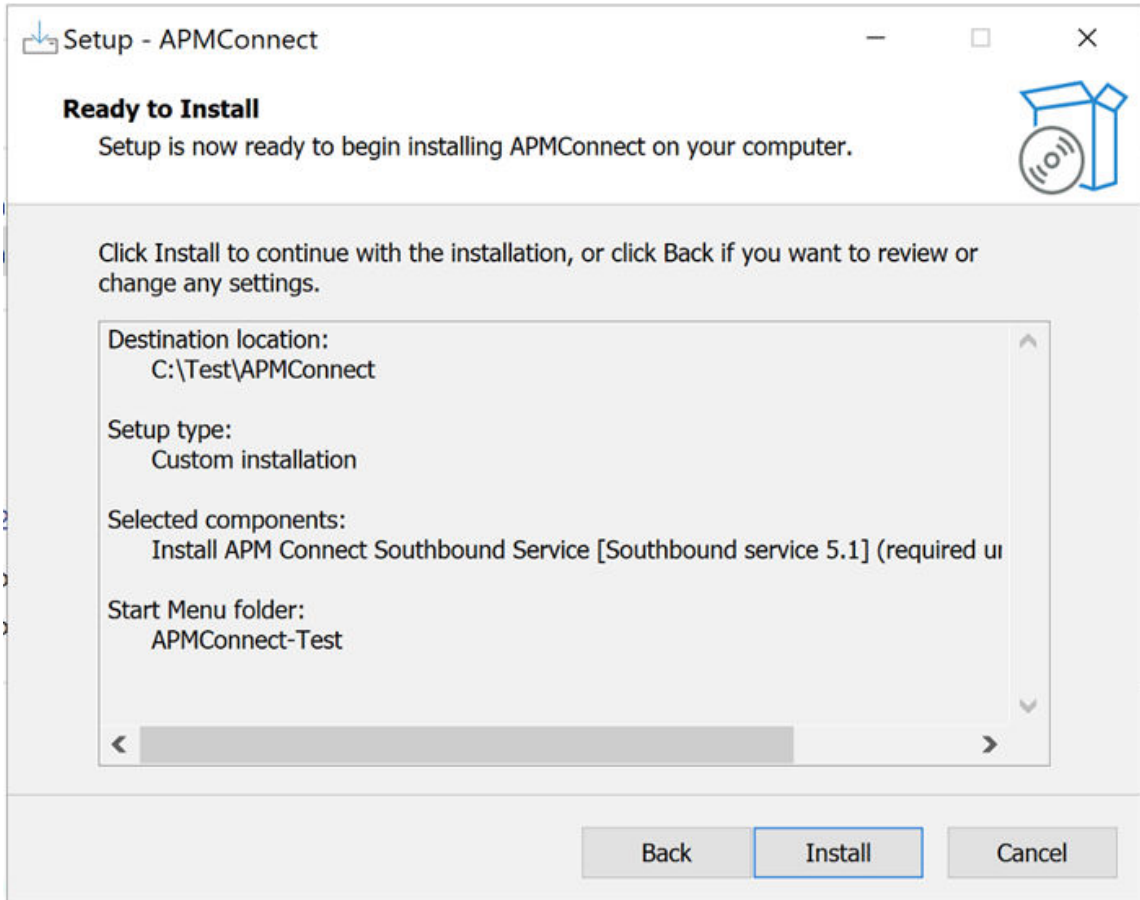 Setup - APMConnect
Ready to Install
Setup is now ready to begin installing APMConnect on your computer.
Click Install to continue with the installation, or click Back if you want to review or
change any settings.
Destination location:
C:\Test\APMConnect
Setup type:
Custom installation
Selected components:
Install APM Connect Southbound Service [Southbound service 5.1] (required
Start Menu folder:
APMConnect-Test
Back
Install
Cancel